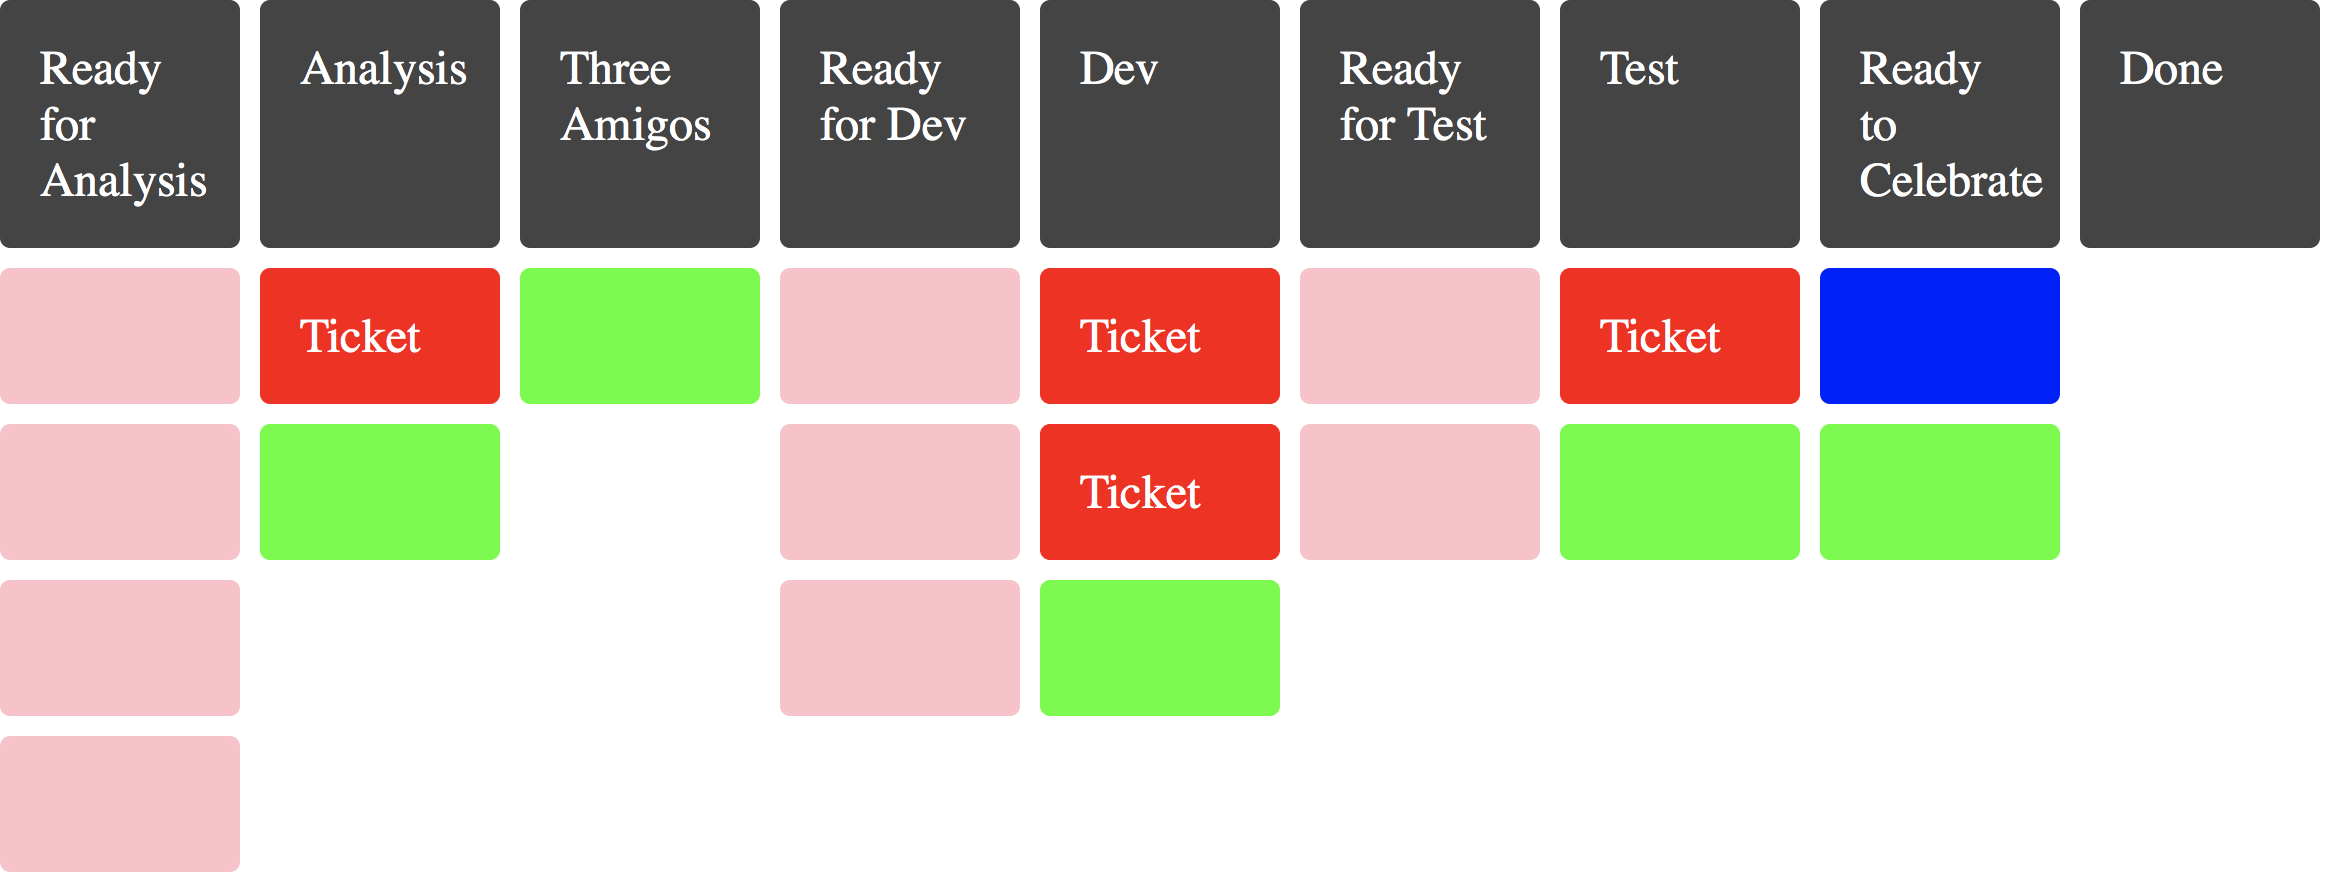 Ready
for
Analysis
Analysis
Three
Amigos
Ready
for Dev
Dev
Ready
for Test
Test
Ready
to
Celebrate
Done
Ticket
Ticket
Ticket
Ticket